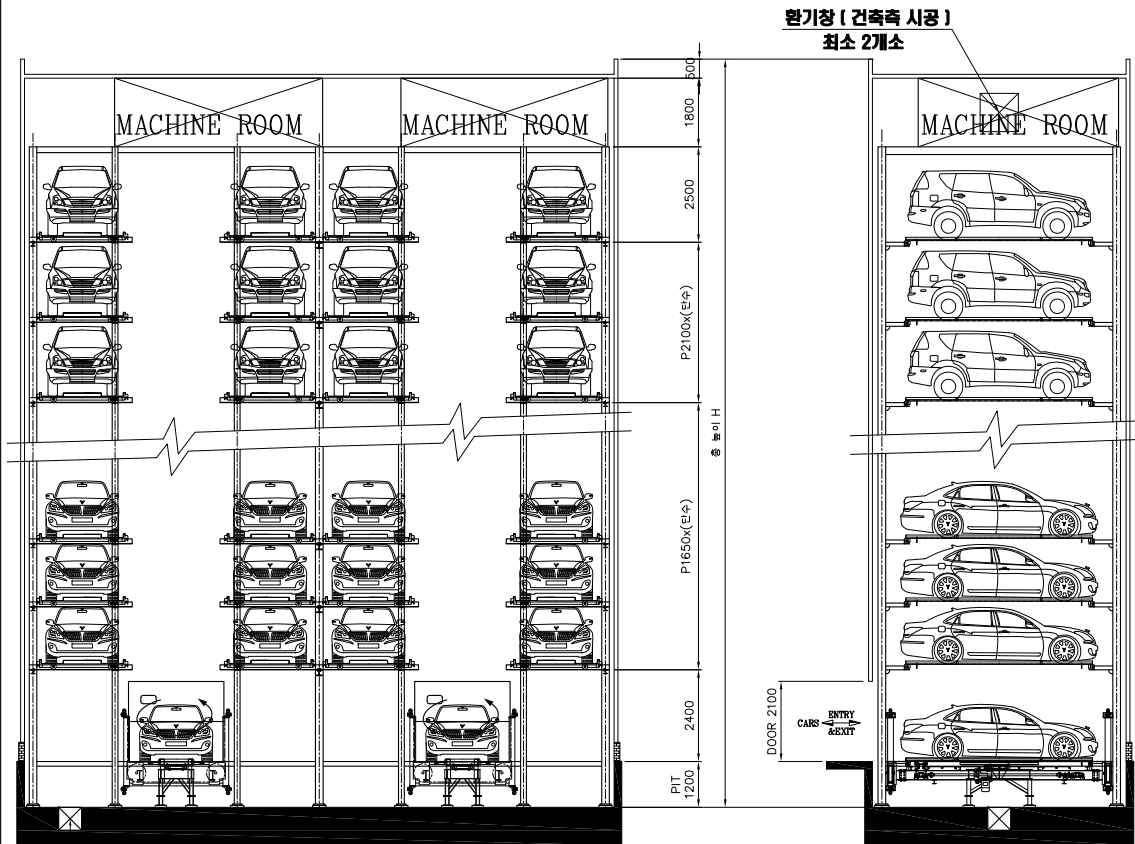 환기창 ( 건축측 시공 )
최소 2개소
MACHINE ROOM
MACHINE ROOM
MACHINE ROOM
500
1800
2500
P2100x(단수)
총 높이 H
P1650x(단수)
2400
PIT
1200
DOOR 2100
CARS
ENTRY
&EXIT